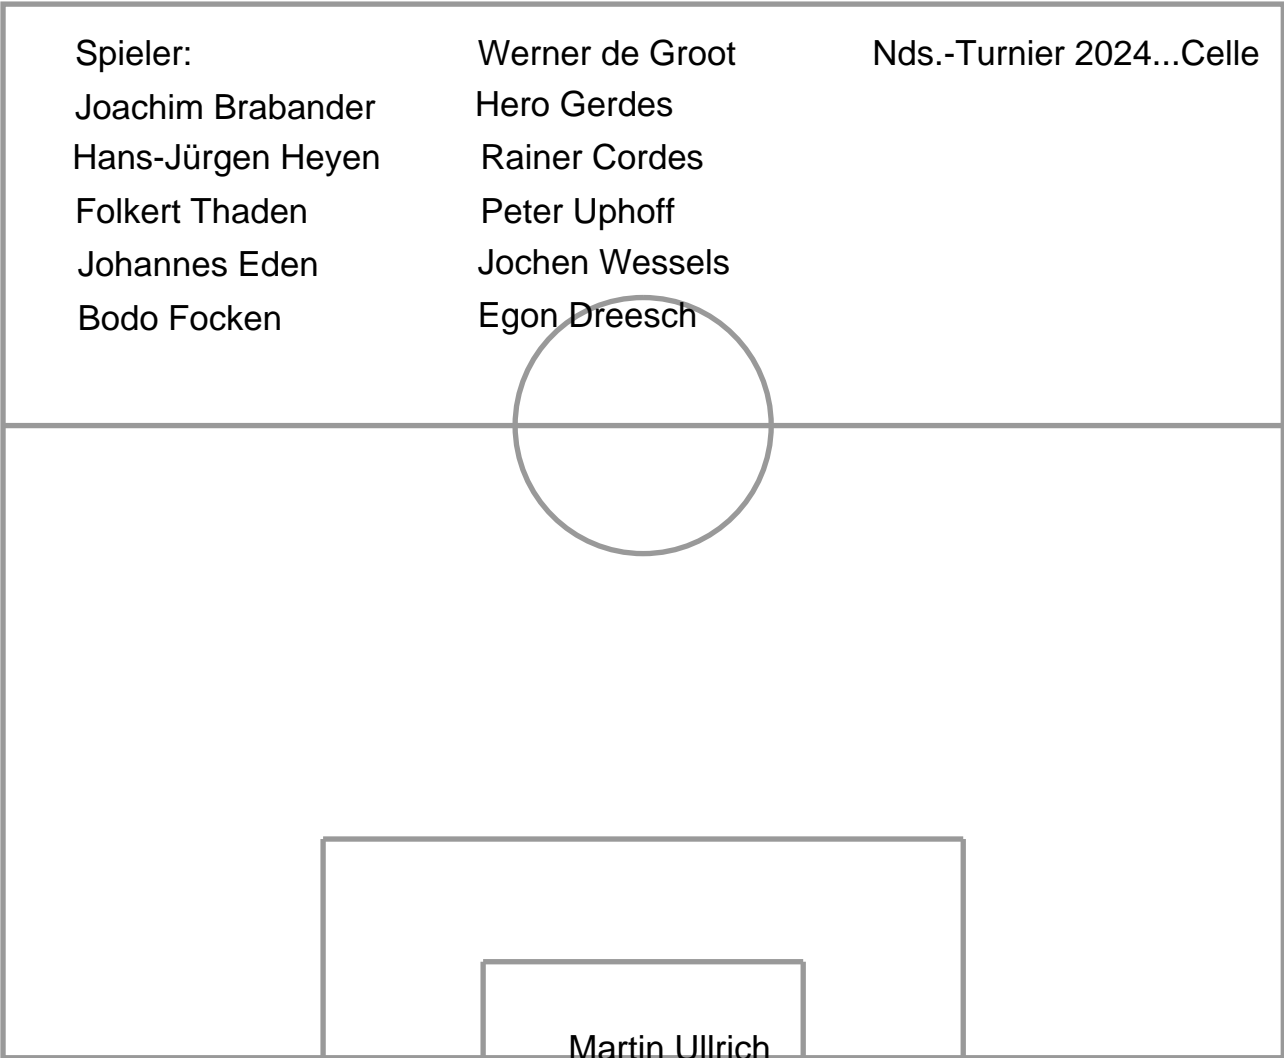 Spieler:
Joachim Brabander
Hans-Jürgen Heyen
Folkert Thaden
Johannes Eden
Bodo Focken
Werner de Groot
Hero Gerdes
Rainer Cordes
Peter Uphoff
Jochen Wessels
Egon Dreesch
Nds.-Turnier 2024...Celle
Martin Ullrich